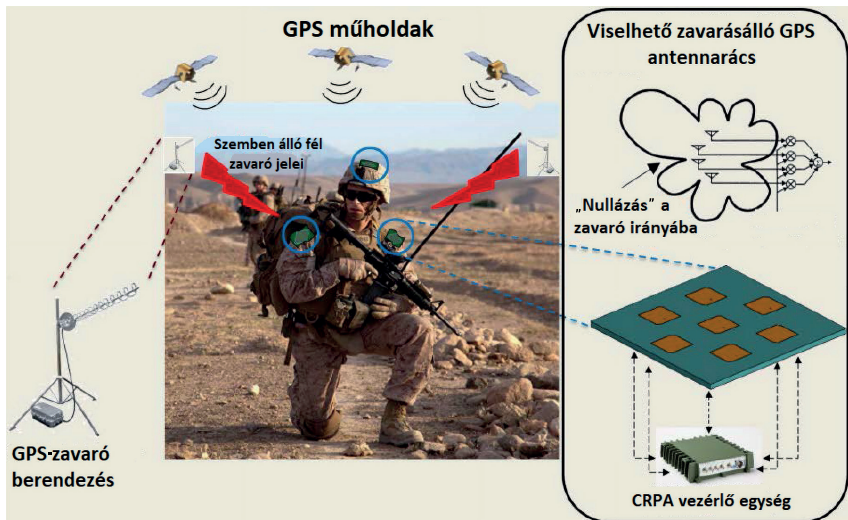 GPS műholdak
Szemben álló fél
zavaró jelei
GPS-zavaró
berendezés
Viselhető zavarásálló GPS
antennarács
„Nullázás” a
zavaró irányába
CRPA vezérlő egység